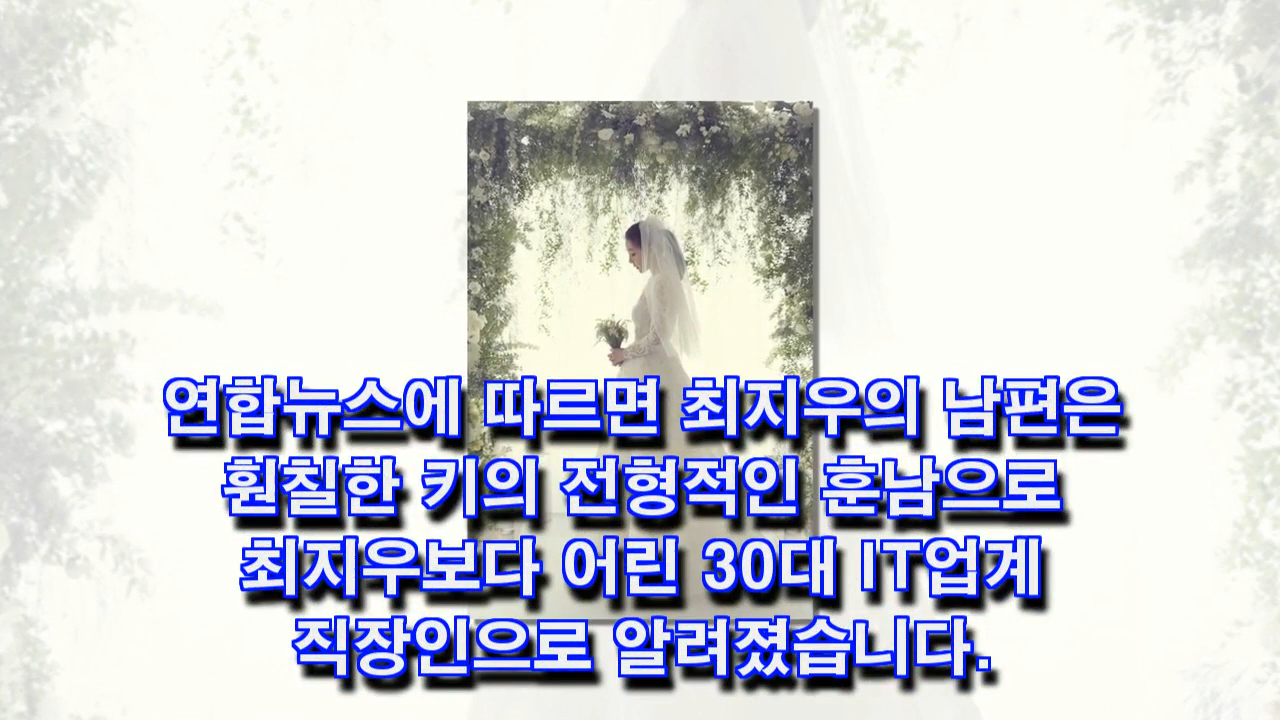 연합뉴스에 따르면 최지우의 남편은
훤칠한 키의 전형적인 훈남으로
최지우보다 어린 30대 IT업계
직장인으로 알려졌습니다.